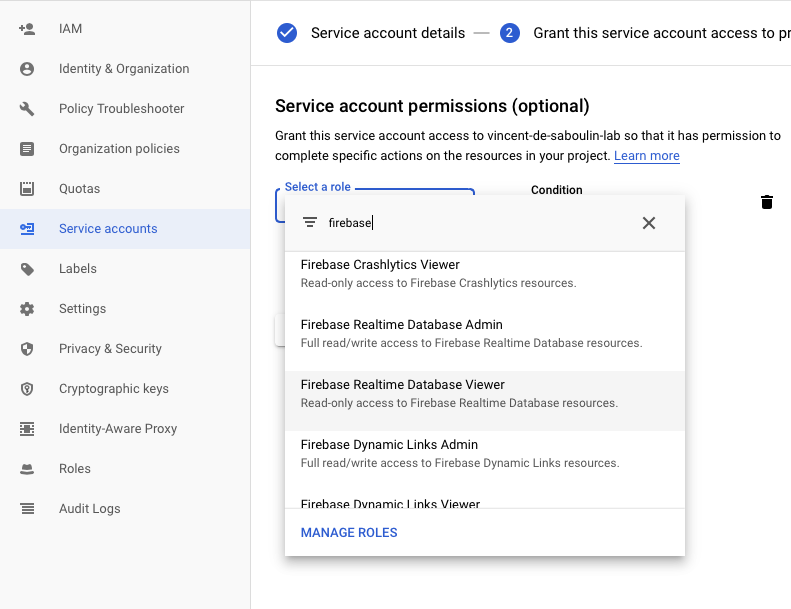 IAM
Identity & Organization
Policy Troubleshooter
Organization policies
Quotas
Service accounts
Labels
Settings
Privacy & Security
Cryptographic keys
Identity-Aware Proxy
Roles
Audit Logs
Service account details — 2 Grant this service account access to pr
Service account permissions (optional)
Grant this service account access to vincent-de-saboulin-lab so that it has permission to
complete specific actions on the resources in your project. Learn more
Select a role
Condition
firebase
Firebase Crashlytics Viewer
Read-only access to Firebase Crashlytics resources.
Firebase Realtime Database Admin
Full read/write access to Firebase Realtime Database resources.
Firebase Realtime Database Viewer
Read-only access to Firebase Realtime Database resources.
Firebase Dynamic Links Admin
Full read/write access to Firebase Dynamic Links resources.
Firebase Dynamic Links Viewer
MANAGE ROLES